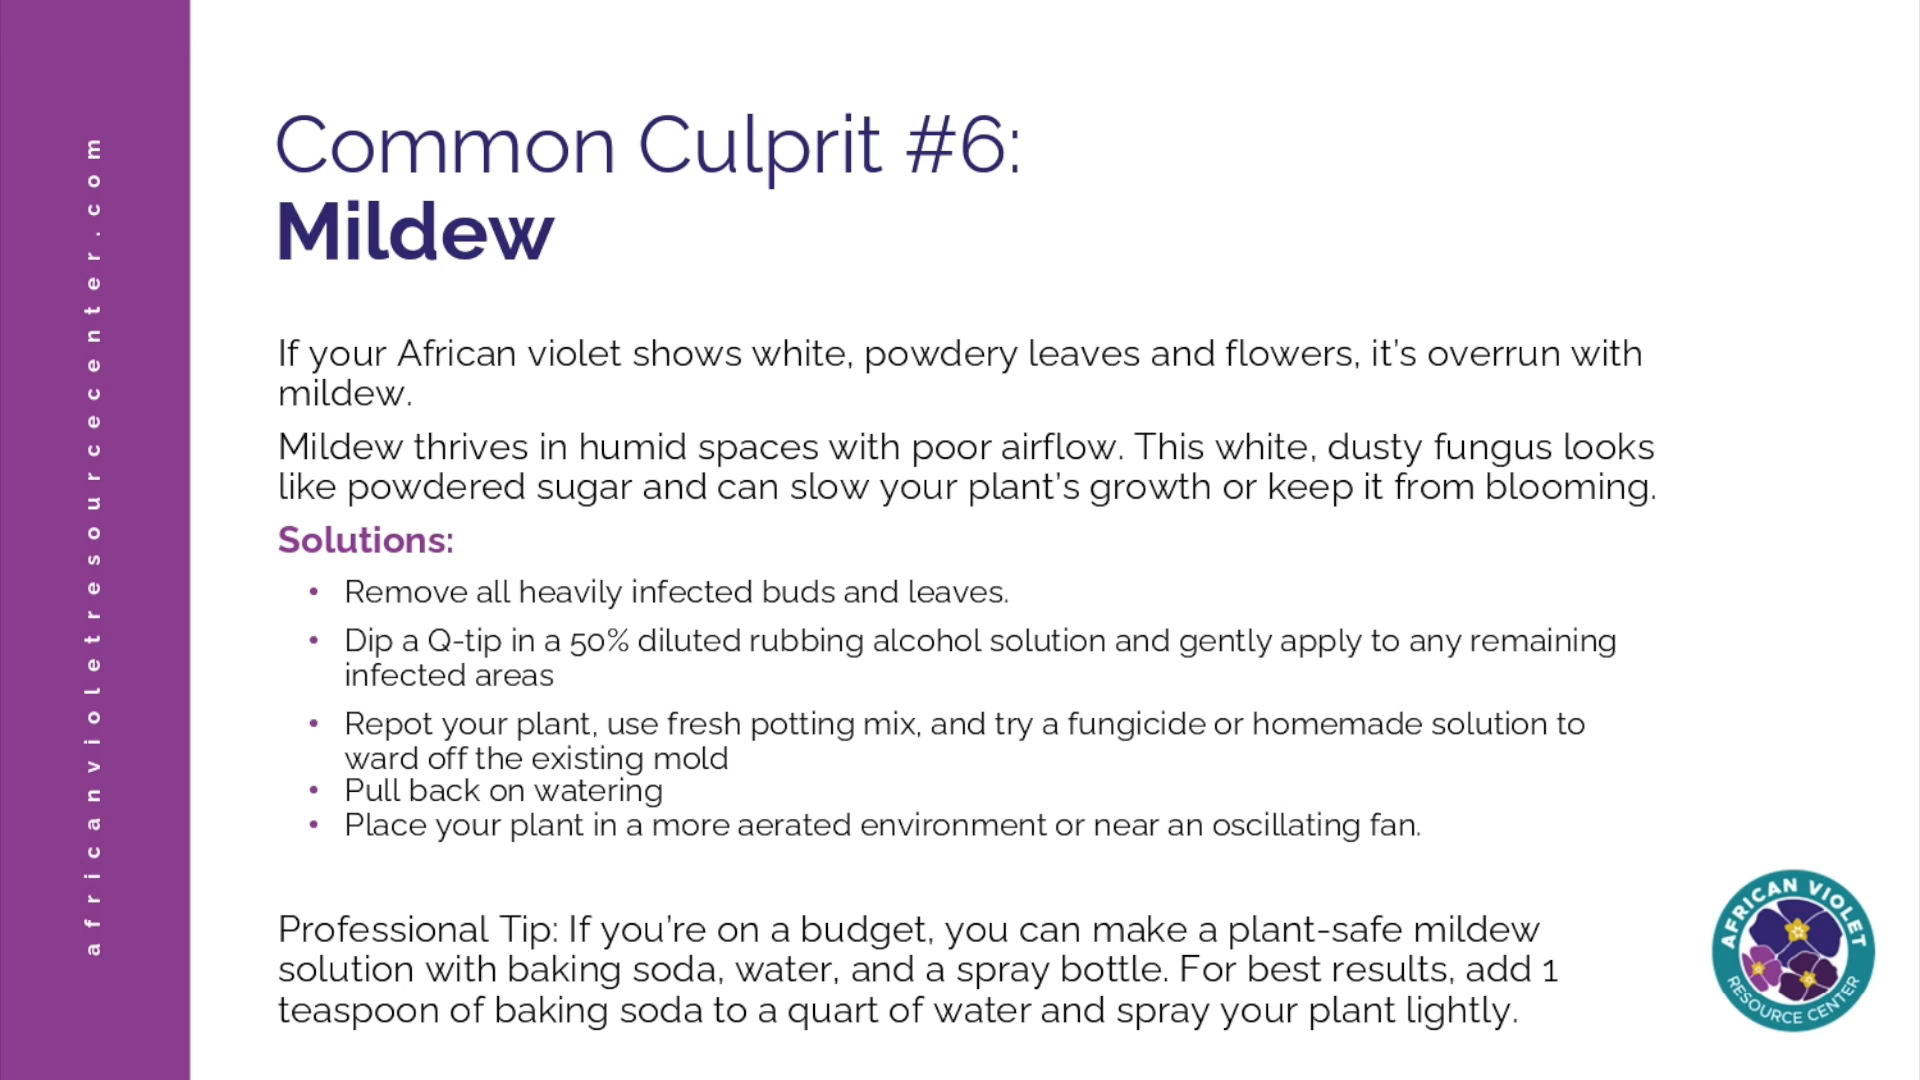 africanvioletresourcecenter.com
Common Culprit #6:
Mildew
If your African violet shows white, powdery leaves and flowers, it's overrun with
mildew.
Mildew thrives in humid spaces with poor airflow. This white, dusty fungus looks
like powdered sugar and can slow your plant's growth or keep it from blooming.
Solutions:
• Remove all heavily infected buds and leaves.
• Dip a Q-tip in a 50% diluted rubbing alcohol solution and gently apply to any remaining
infected areas
• Repot your plant, use fresh potting mix, and try a fungicide or homemade solution to
ward off the existing mold
• Pull back on watering
• Place your plant in a more aerated environment or near an oscillating fan.
Professional Tip: If you're on a budget, you can make a plant-safe mildew
solution with baking soda, water, and a spray bottle. For best results, add 1
teaspoon of baking soda to a quart of water and spray your plant lightly.
AFRICAN VIOLET
RESOURCE CENTER